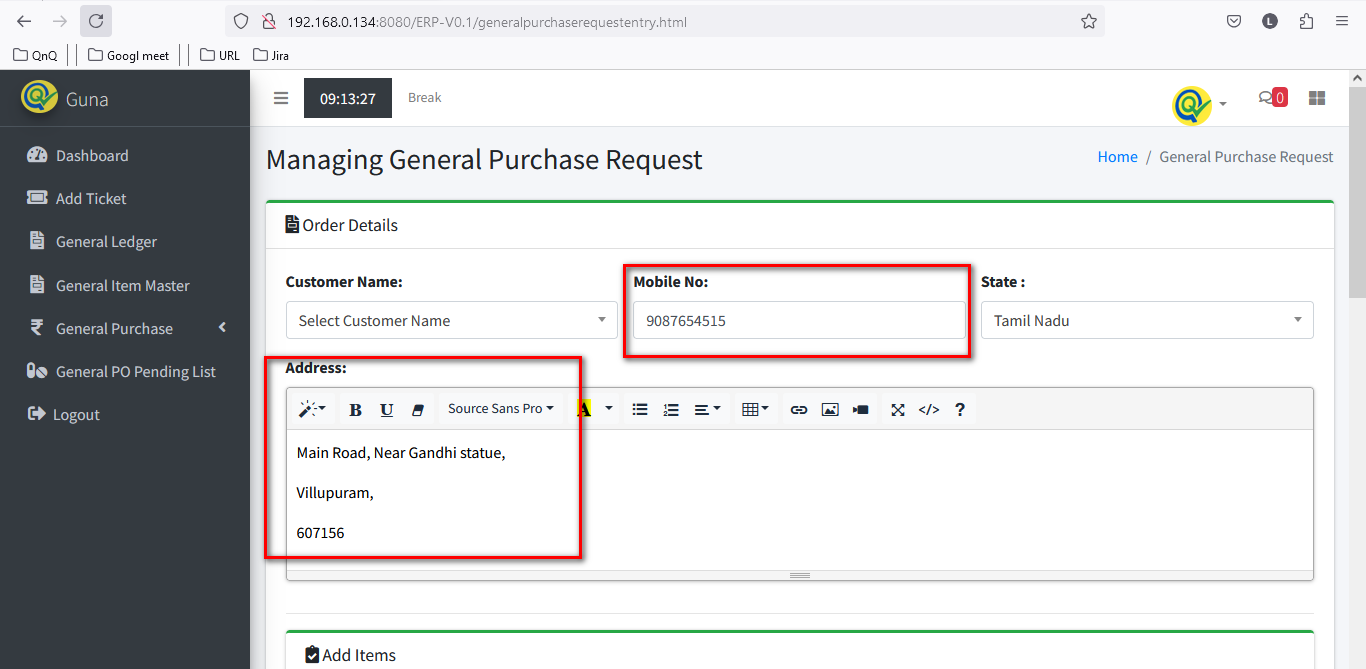 192.168.0.134:8080/ERP-V0.1/generalpurchaserequestentry.html
L
QnQ Googl meet URL Jira
Guna
09:13:27 Break
0
Dashboard
Add Ticket
General Ledger
General Item Master
General Purchase
General PO Pending List
Logout
Managing General Purchase Request
Home / General Purchase Request
Order Details
Customer Name: Mobile No: State :
Select Customer Name 9087654515 Tamil Nadu
Address:
B U Source Sans Pro A </> ?
Main Road, Near Gandhi statue,
Villupuram,
607156
Add Items